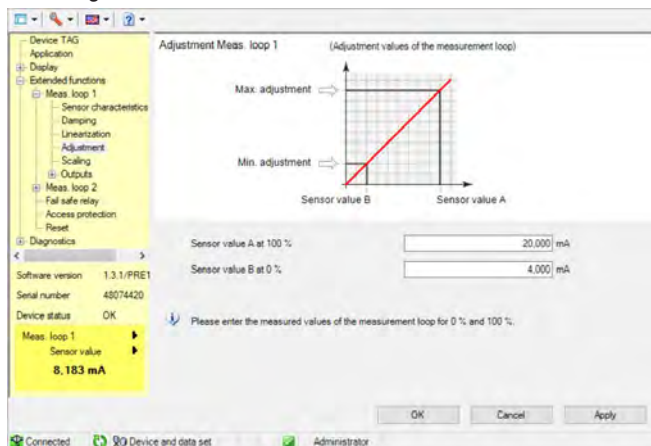 Device TAG
Application
Display
Extended functions
Meas. loop 1
Sensor characteristics
Damping
Linearization
Adjustment
Scaling
Outputs
Meas. loop 2
Fail safe relay
Access protection
Reset
Diagnostics
Software version 1.3.1/PRE1
Serial number 48074420
Device status OK
Meas. loop 1
Sensor value
8,183 mA
Adjustment Meas. loop 1 (Adjustment values of the measurement loop)
Max. adjustment
Min. adjustment
Sensor value B Sensor value A
Sensor value A at 100 % 20,000 mA
Sensor value B at 0 % 4,000 mA
Please enter the measured values of the measurement loop for 0 % and 100 %.
OK Cancel Apply
Connected Device and data set Administrator